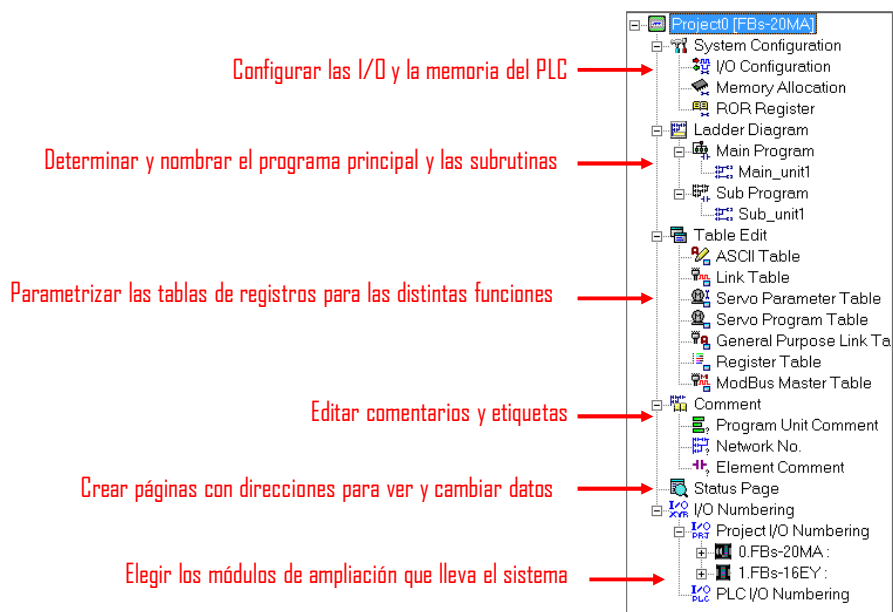 Project0 [FBs-20MA]
System Configuration
Configurar las I/O y la memoria del PLC
I/O Configuration
Memory Allocation
ROR Register
Ladder Diagram
Determinar y nombrar el programa principal y las subrutinas
Main Program
Main_unit1
Sub Program
Sub_unit1
Table Edit
ASCII Table
Link Table
Parametrizar las tablas de registros para las distintas funciones
Servo Parameter Table
Servo Program Table
General Purpose Link Ta
Register Table
ModBus Master Table
Editar comentarios y etiquetas
Comment
Program Unit Comment
Network No.
Element Comment
Crear páginas con direcciones para ver y cambiar datos
Status Page
I/O Numbering
Project I/O Numbering
0.FBs-20MA :
Elegir los módulos de ampliación que lleva el sistema
1.FBs-16EY :
PLC I/O Numbering